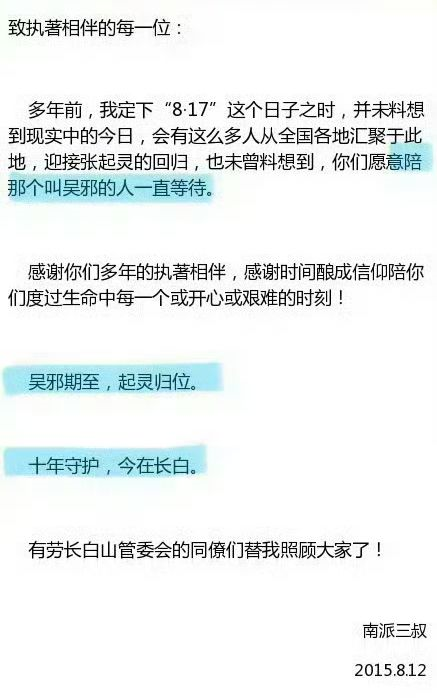 致执著相伴的每一位：
多年前，我定下“8·17”这个日子之时，并未料想
到现实中的今日，会有这么多人从全国各地汇聚于此
地，迎接张起灵的回归，也未曾料想到，你们愿意陪
那个叫吴邪的人一直等待。
感谢你们多年的执著相伴，感谢时间酿成信仰陪你
们度过生命中每一个或开心或艰难的时刻！
吴邪期至，起灵归位。
十年守护，今在长白。
有劳长白山管委会的同僚们替我照顾大家了！
南派三叔
2015.8.12